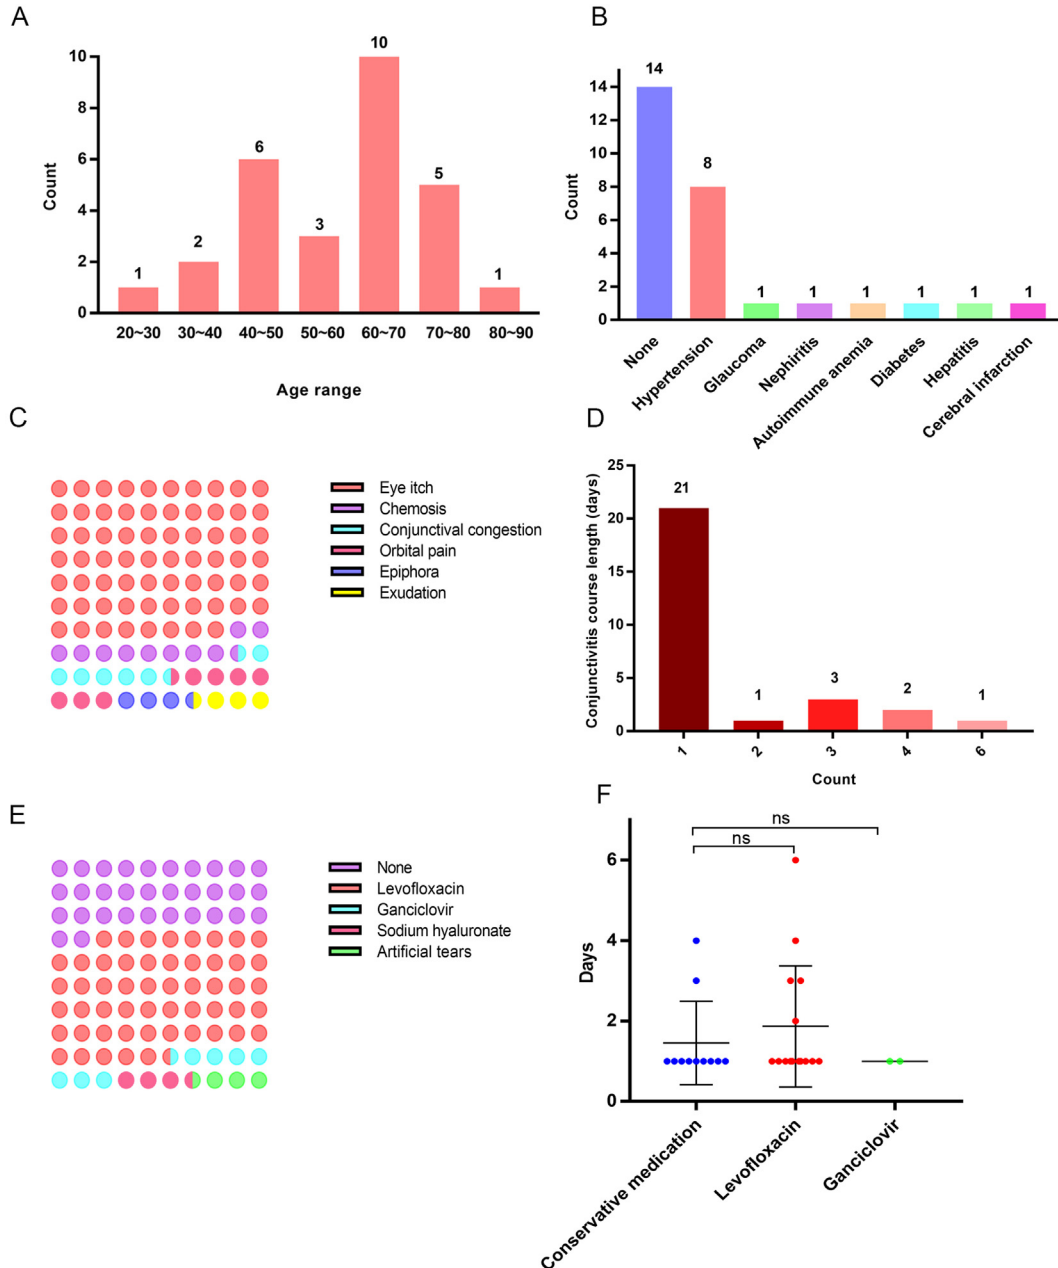 A
10
8
6
4
2
0
Count
1
2
6
3
10
5
1
20~30 30~40 40~50 50~60 60~70 70~80 80~90
Age range
B
14
12
10
8
6
4
2
0
Count
14
8
1
1
1
1
1
1
None
Hypertension
Glaucoma
Nephiritis
Autoimmune anemia
Diabetes
Hepatitis
Cerebral infarction
C
Eye itch
Chemosis
Conjunctival congestion
Orbital pain
Epiphora
Exudation
D
25
20
15
10
5
0
Conjunctivitis course length (days)
21
1
3
2
1
1 2 3 4 6
Count
E
None
Levofloxacin
Ganciclovir
Sodium hyaluronate
Artificial tears
F
ns
ns
6
4
2
0
Days
Conservative medication
Levofloxacin
Ganciclovir